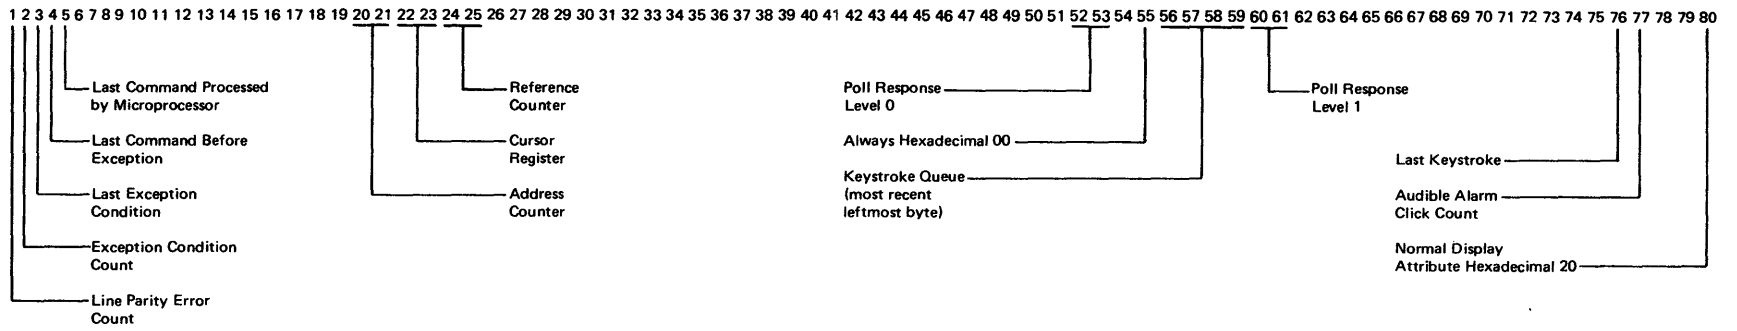 1 2 3 4 5 6 7 8 9 10 11 12 13 14 15 16 17 18 19 20 21 22 23 24 25 26 27 28 29 30 31 32 33 34 35 36 37 38 39 40 41 42 43 44 45 46 47 48 49 50 51 52 53 54 55 56 57 58 59 60 61 62 63 64 65 66 67 68 69 70 71 72 73 74 75 76 77 78 79 80
Last Command Processed
by Microprocessor
Last Command Before
Exception
Last Exception
Condition
Exception Condition
Count
Line Parity Error
Count
Reference
Counter
Cursor
Register
Address
Counter
Poll Response
Level 0
Always Hexadecimal 00
Keystroke Queue
(most recent
leftmost byte)
Poll Response
Level 1
Last Keystroke
Audible Alarm
Click Count
Normal Display
Attribute Hexadecimal 20